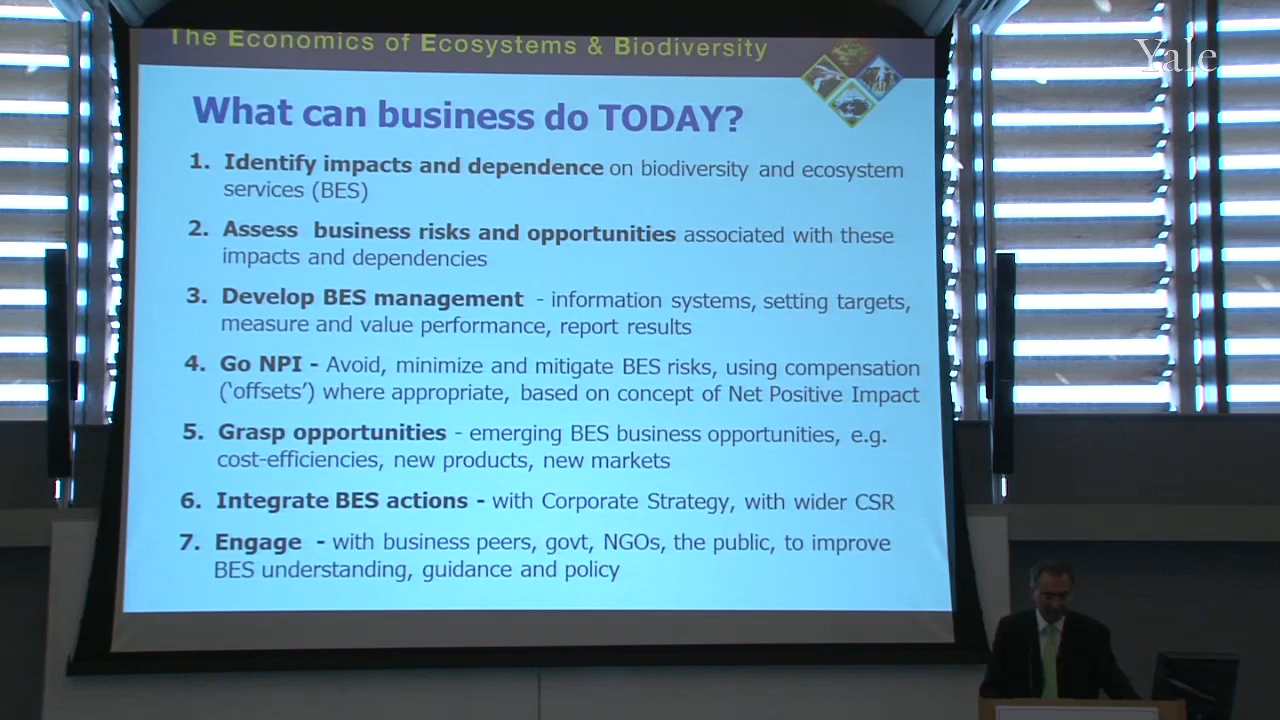 The Economics of Ecosystems & Biodiversity
Yale
What can business do TODAY?
1. Identify impacts and dependence on biodiversity and ecosystem
services (BES)
2. Assess business risks and opportunities associated with these
impacts and dependencies
3. Develop BES management - information systems, setting targets,
measure and value performance, report results
4. Go NPI - Avoid, minimize and mitigate BES risks, using compensation
(‘offsets’) where appropriate, based on concept of Net Positive Impact
5. Grasp opportunities - emerging BES business opportunities, e.g.
cost-efficiencies, new products, new markets
6. Integrate BES actions - with Corporate Strategy, with wider CSR
7. Engage - with business peers, govt, NGOs, the public, to improve
BES understanding, guidance and policy